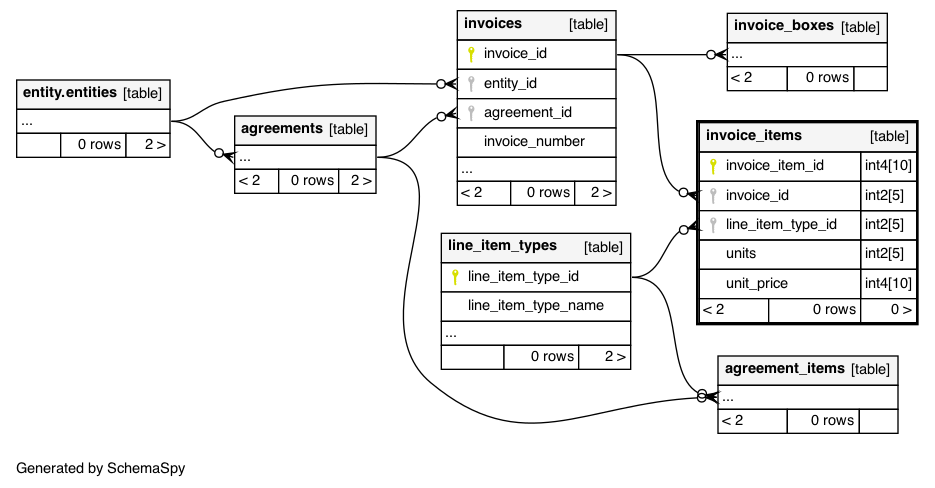 entity.entities [table]
...
0 rows 2 >
agreements [table]
...
< 2 0 rows 2 >
invoices [table]
invoice_id
entity_id
agreement_id
invoice_number
...
< 2 0 rows 2 >
line_item_types [table]
line_item_type_id
line_item_type_name
...
0 rows 2 >
invoice_boxes [table]
...
< 2 0 rows
invoice_items [table]
invoice_item_id int4[10]
invoice_id int2[5]
line_item_type_id int2[5]
units int2[5]
unit_price int4[10]
< 2 0 rows 0 >
agreement_items [table]
...
< 2 0 rows
Generated by SchemaSpy